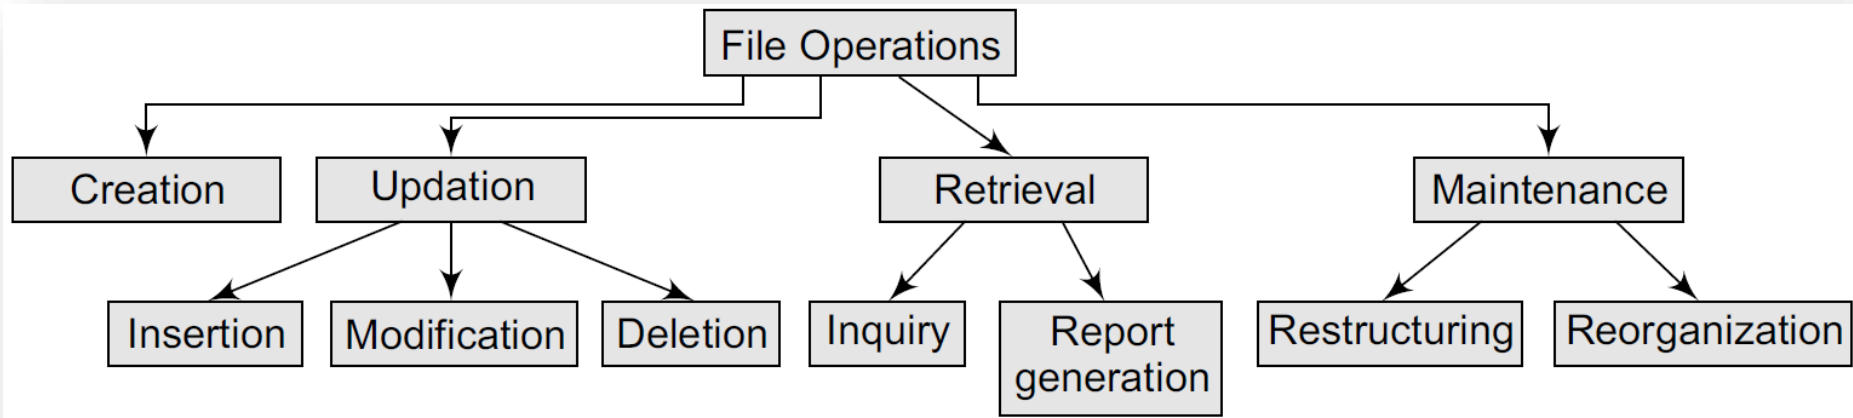 File Operations
Creation
Updation
Retrieval
Maintenance
Insertion
Modification
Deletion
Inquiry
Report
generation
Restructuring
Reorganization